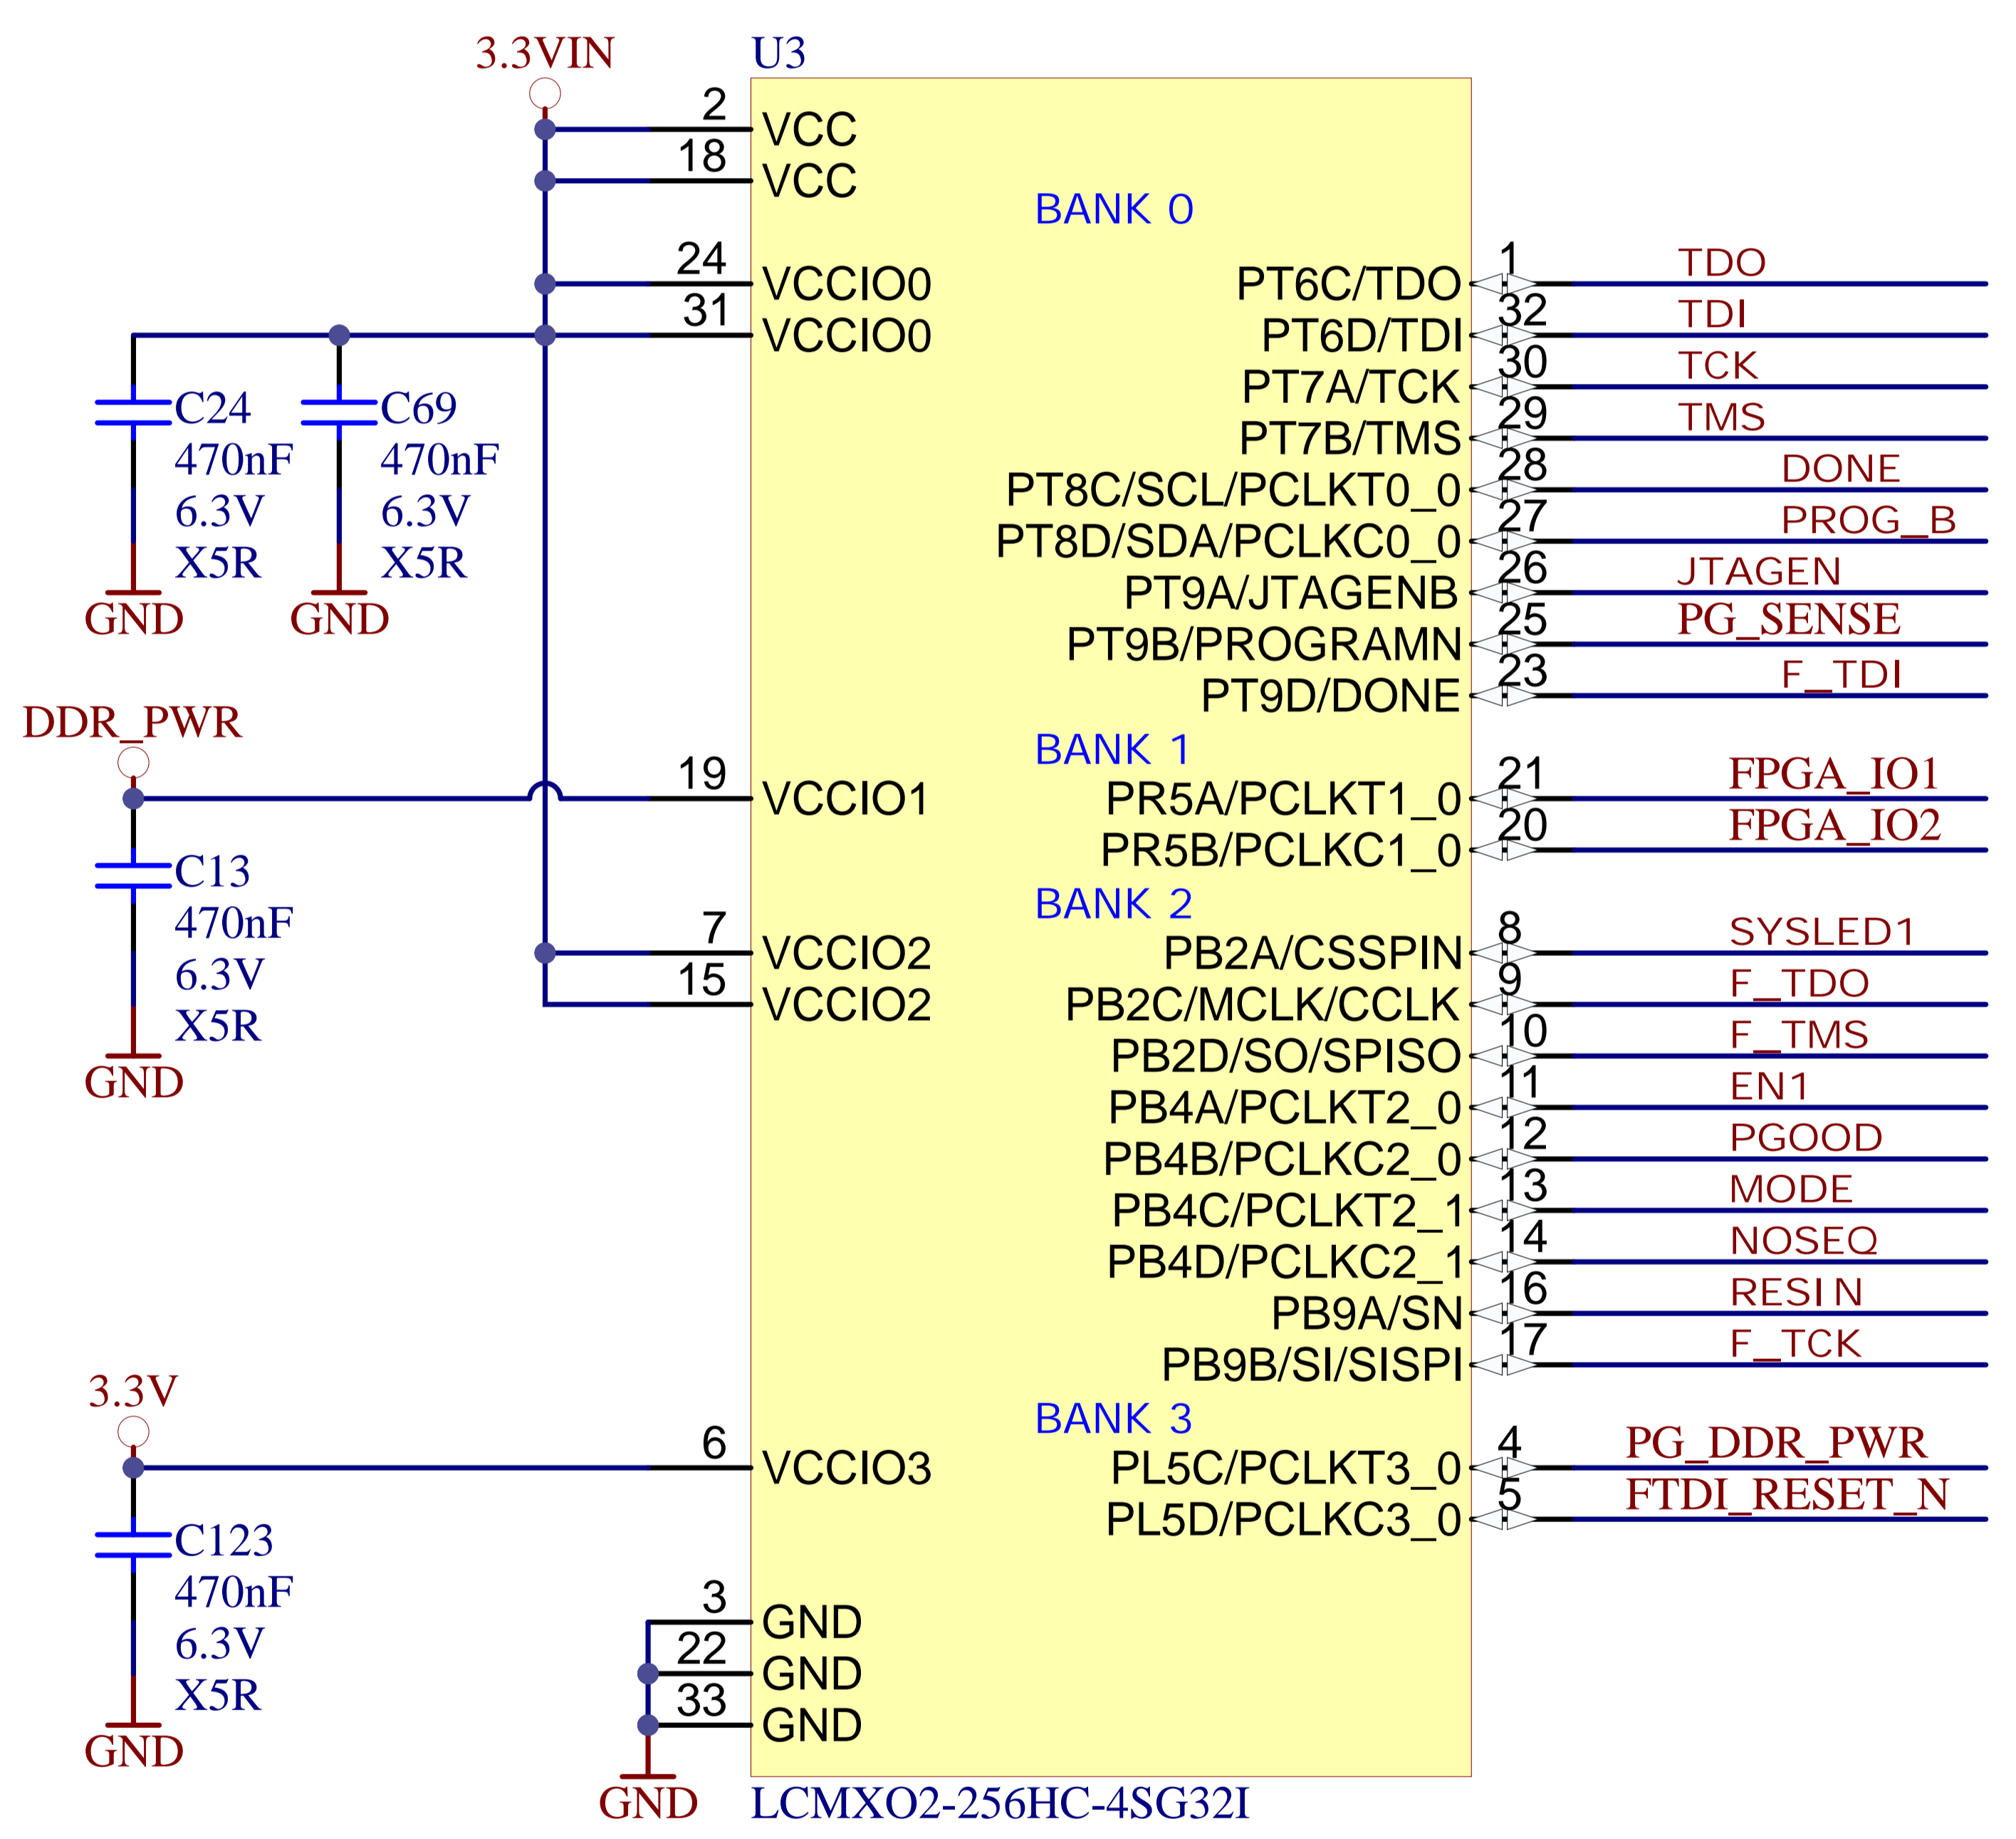 3.3VIN
U3
2 VCC
18 VCC
BANK 0
24 VCCIO0
PT6C/TDO 1 TDO
31 VCCIO0
PT6D/TDI 32 TDI
PT7A/TCK 30 TCK
PT7B/TMS 29 TMS
PT8C/SCL/PCLKT0_0 28 DONE
PT8D/SDA/PCLKC0_0 27 PROG_B
PT9A/JTAGENB 26 JTAGEN
PT9B/PROGRAMN 25 PG_SENSE
PT9D/DONE 23 F_TDI
C24
470nF
6.3V
X5R
GND
C69
470nF
6.3V
X5R
GND
DDR_PWR
BANK 1
19 VCCIO1
PR5A/PCLKT1_0 21 FPGA_IO1
PR5B/PCLKC1_0 20 FPGA_IO2
C13
470nF
6.3V
X5R
GND
BANK 2
7 VCCIO2
PB2A/CSSPIN 8 SYSLED1
15 VCCIO2
PB2C/MCLK/CCLK 9 F_TDO
PB2D/SO/SPISO 10 F_TMS
PB4A/PCLKT2_0 11 EN1
PB4B/PCLKC2_0 12 PGOOD
PB4C/PCLKT2_1 13 MODE
PB4D/PCLKC2_1 14 NOSEQ
PB9A/SN 16 RESIN
PB9B/SI/SISPI 17 F_TCK
3.3V
BANK 3
6 VCCIO3
PL5C/PCLKT3_0 4 PG_DDR_PWR
PL5D/PCLKC3_0 5 FTDI_RESET_N
C123
470nF
6.3V
X5R
GND
3 GND
22 GND
33 GND
GND
LCMXO2-256HC-4SG32I